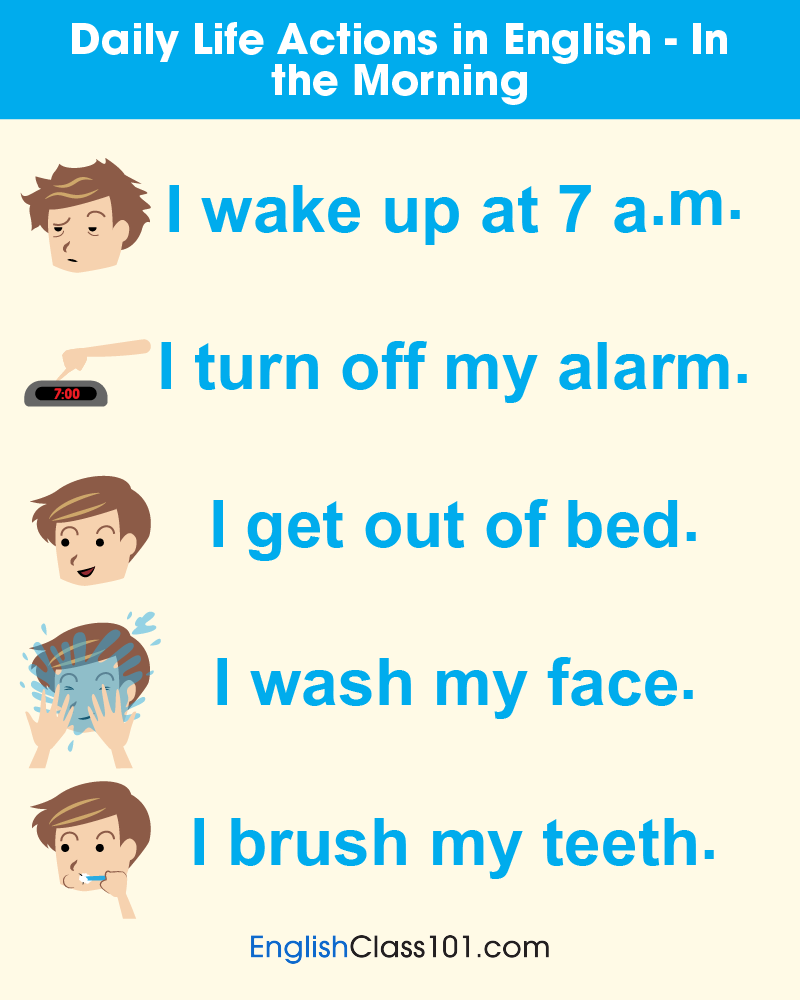 Daily Life Actions in English - In
the Morning
I wake up at 7 a.m.
I turn off my alarm.
7:00
I get out of bed.
I wash my face.
I brush my teeth.
EnglishClass101.com